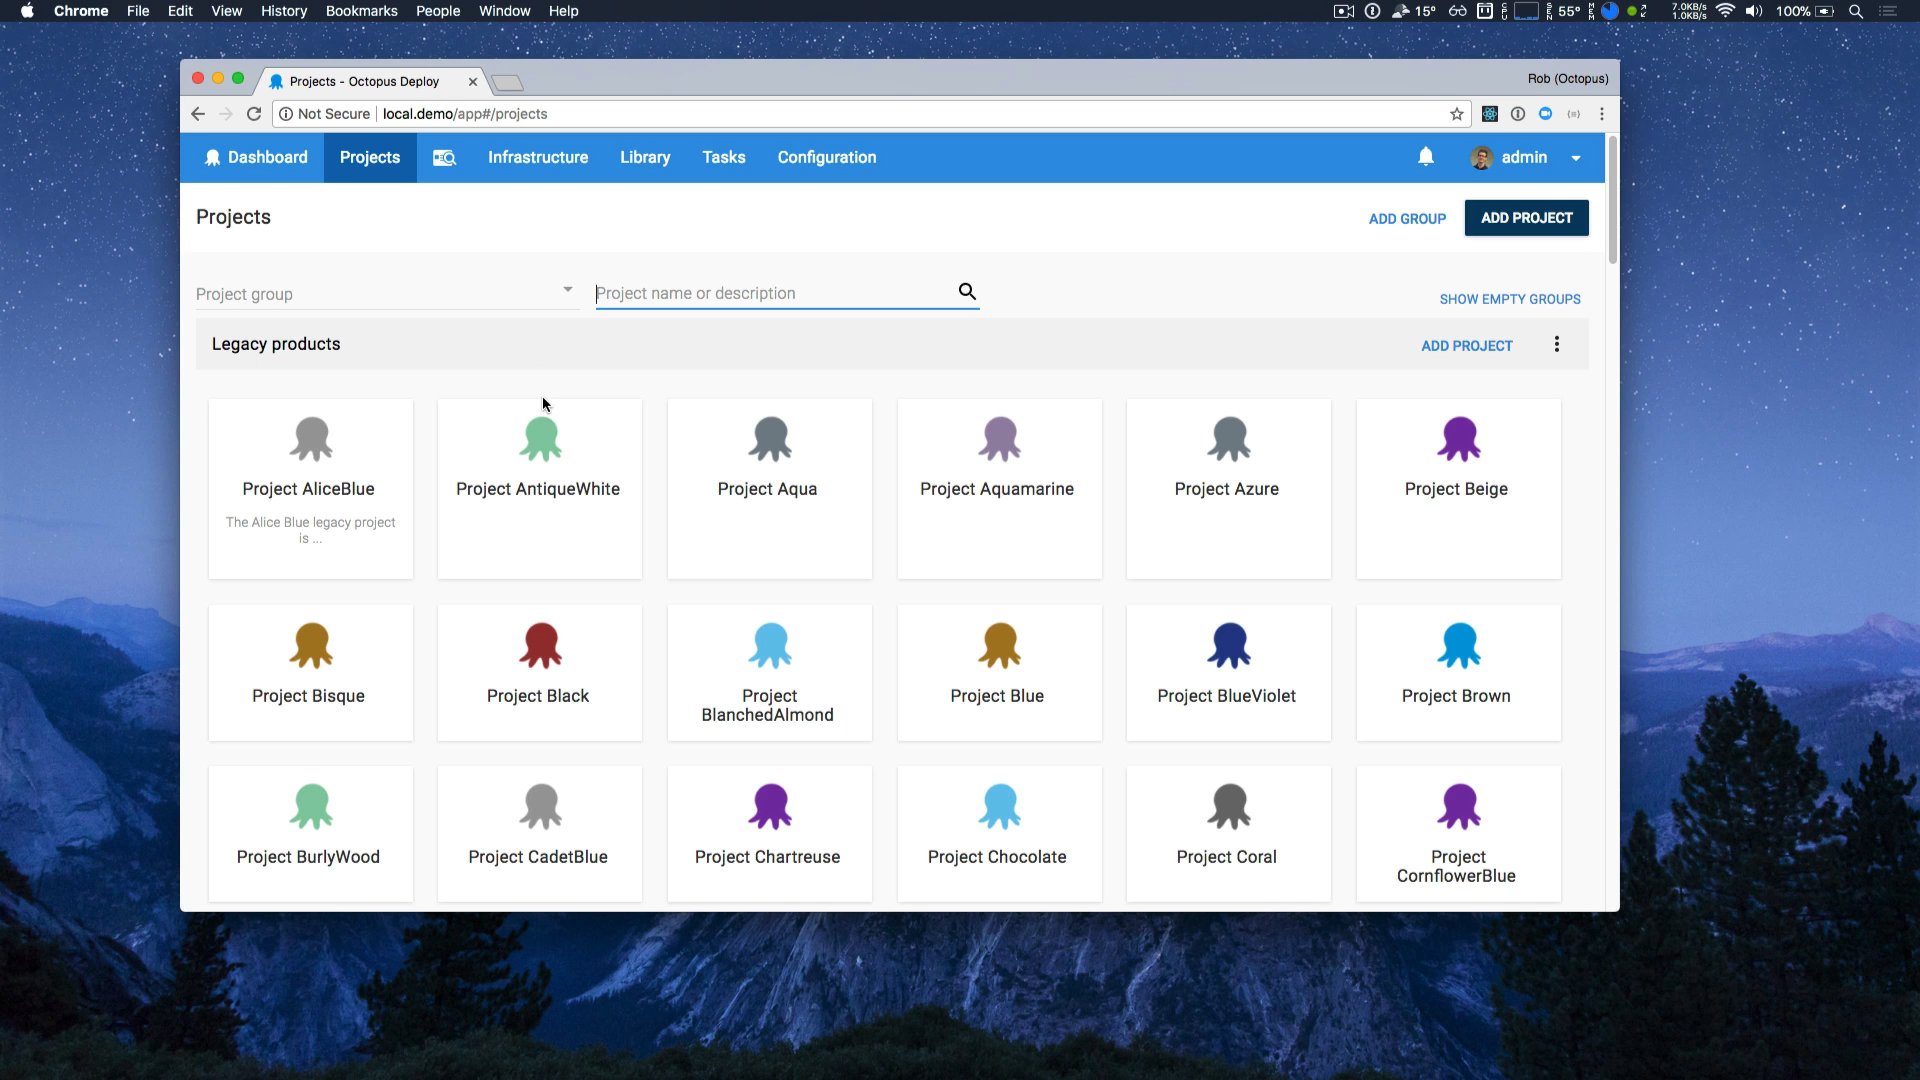 Chrome File Edit View History Bookmarks People Window Help
15° 55° 7.0KB/s 1.0KB/s 100%
Projects - Octopus Deploy
Rob (Octopus)
Not Secure local.demo/app#/projects
Dashboard Projects Infrastructure Library Tasks Configuration admin
Projects
ADD GROUP ADD PROJECT
Project group
Project name or description
SHOW EMPTY GROUPS
Legacy products
ADD PROJECT
Project AliceBlue
The Alice Blue legacy project
is ...
Project AntiqueWhite
Project Aqua
Project Aquamarine
Project Azure
Project Beige
Project Bisque
Project Black
Project
BlanchedAlmond
Project Blue
Project BlueViolet
Project Brown
Project BurlyWood
Project CadetBlue
Project Chartreuse
Project Chocolate
Project Coral
Project
CornflowerBlue